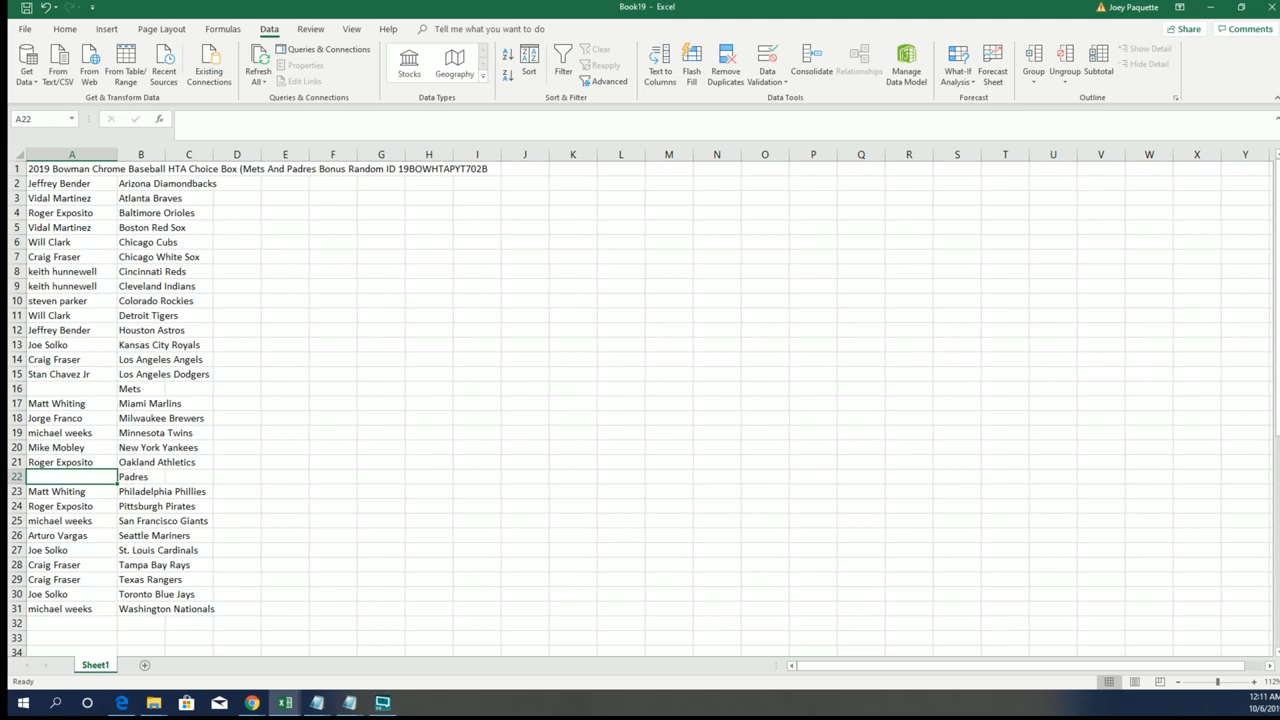 Book19 - Excel
Joey Paquette
File Home Insert Page Layout Formulas Data Review View Help Tell me what you want to do
Share Comments
Get Data From Text/CSV From Web From Table/Range Recent Sources Existing Connections
Get & Transform Data
Refresh All Queries & Connections Properties Edit Links
Queries & Connections
Stocks Geography
Data Types
Sort Filter Clear Reapply Advanced
Sort & Filter
Text to Columns Flash Fill Remove Duplicates Data Validation Consolidate Relationships Manage Data Model
Data Tools
What-If Analysis Forecast Sheet
Forecast
Group Ungroup Subtotal Show Detail Hide Detail
Outline
A22 fx
A B C D E F G H I J K L M N O P Q R S T U V W X Y
1 2019 Bowman Chrome Baseball HTA Choice Box (Mets And Padres Bonus Random ID 19BOWHTAPYT702B
2 Jeffrey Bender Arizona Diamondbacks
3 Vidal Martinez Atlanta Braves
4 Roger Exposito Baltimore Orioles
5 Vidal Martinez Boston Red Sox
6 Will Clark Chicago Cubs
7 Craig Fraser Chicago White Sox
8 keith hunnewell Cincinnati Reds
9 keith hunnewell Cleveland Indians
10 steven parker Colorado Rockies
11 Will Clark Detroit Tigers
12 Jeffrey Bender Houston Astros
13 Joe Solko Kansas City Royals
14 Craig Fraser Los Angeles Angels
15 Stan Chavez Jr Los Angeles Dodgers
16 Mets
17 Matt Whiting Miami Marlins
18 Jorge Franco Milwaukee Brewers
19 michael weeks Minnesota Twins
20 Mike Mobley New York Yankees
21 Roger Exposito Oakland Athletics
22 Padres
23 Matt Whiting Philadelphia Phillies
24 Roger Exposito Pittsburgh Pirates
25 michael weeks San Francisco Giants
26 Arturo Vargas Seattle Mariners
27 Joe Solko St. Louis Cardinals
28 Craig Fraser Tampa Bay Rays
29 Craig Fraser Texas Rangers
30 Joe Solko Toronto Blue Jays
31 michael weeks Washington Nationals
32
33
34
Sheet1
Ready
112%
12:11 AM
10/6/201